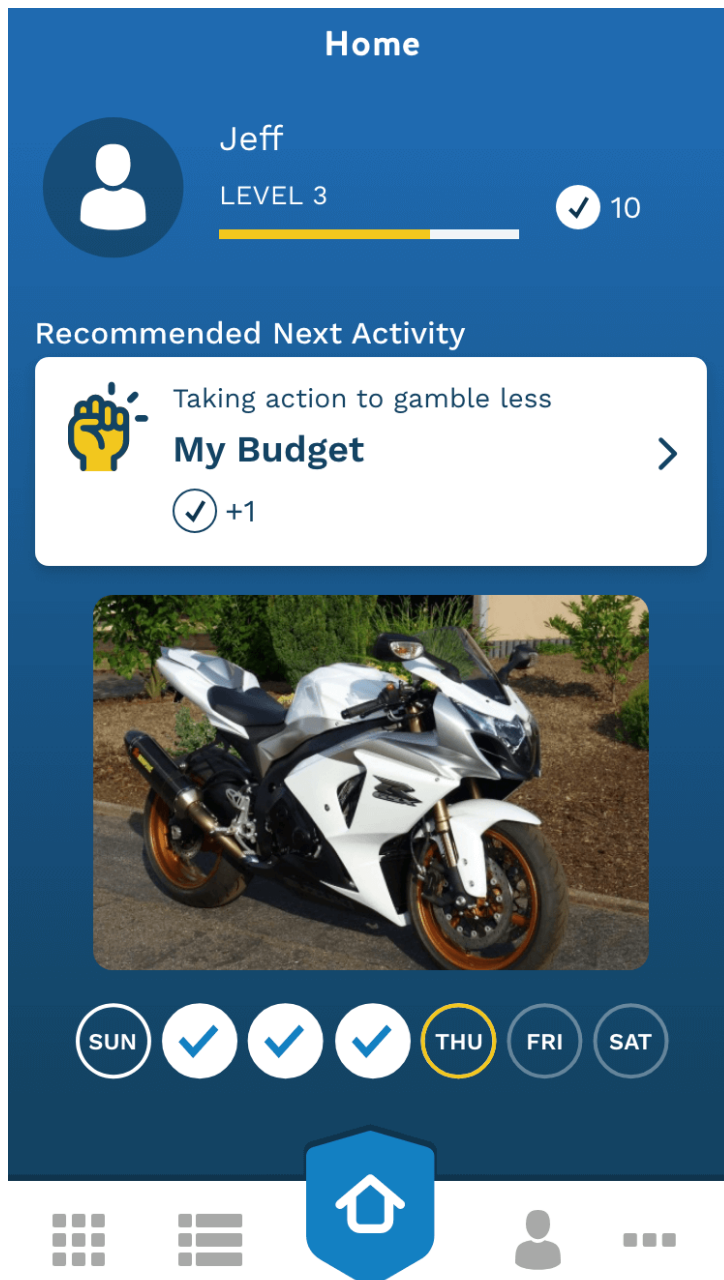 Home
Jeff
LEVEL 3
10
Recommended Next Activity
Taking action to gamble less
My Budget
+1
SUN
THU
FRI
SAT